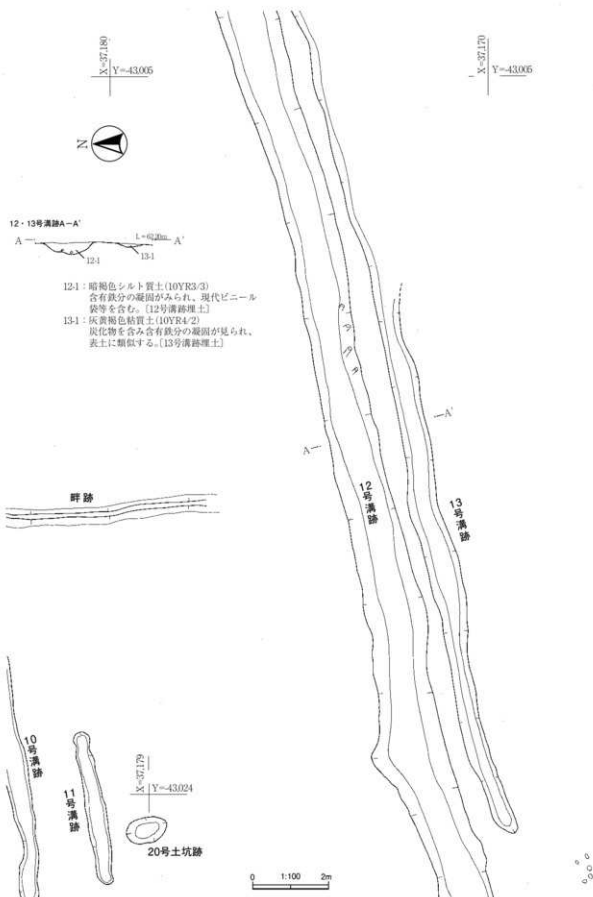 X=37.180
Y=-43.005
X=37.170
Y=-43.005
N
12・13号溝跡A－A'
L=62.20m
A
A'
12-1
13-1
12-1：暗褐色シルト質土(10YR3/3)
含有鉄分の凝固がみられ、現代ビニール
袋等を含む。[12号溝跡埋土]
13-1：灰黄褐色粘質土(10YR4/2)
炭化物を含み含有鉄分の凝固が見られ、
表土に類似する。[13号溝跡埋土]
A
A'
12号溝跡
13号溝跡
畔跡
10号溝跡
11号溝跡
X=37.179
Y=-43.024
20号土坑跡
0
1:100
2m